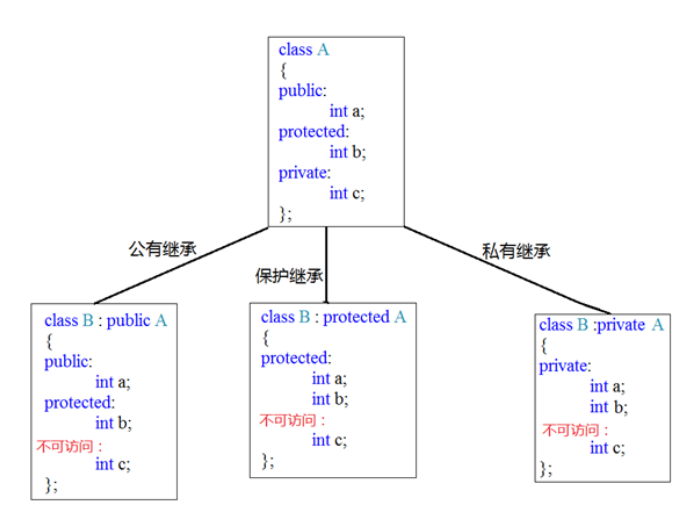 class A
{
public:
int a;
protected:
int b;
private:
int c;
};
公有继承
保护继承
私有继承
class B : public A
{
public:
int a;
protected:
int b;
不可访问：
int c;
};
class B : protected A
{
protected:
int a;
int b;
不可访问：
int c;
};
class B :private A
{
private:
int a;
int b;
不可访问：
int c;
};